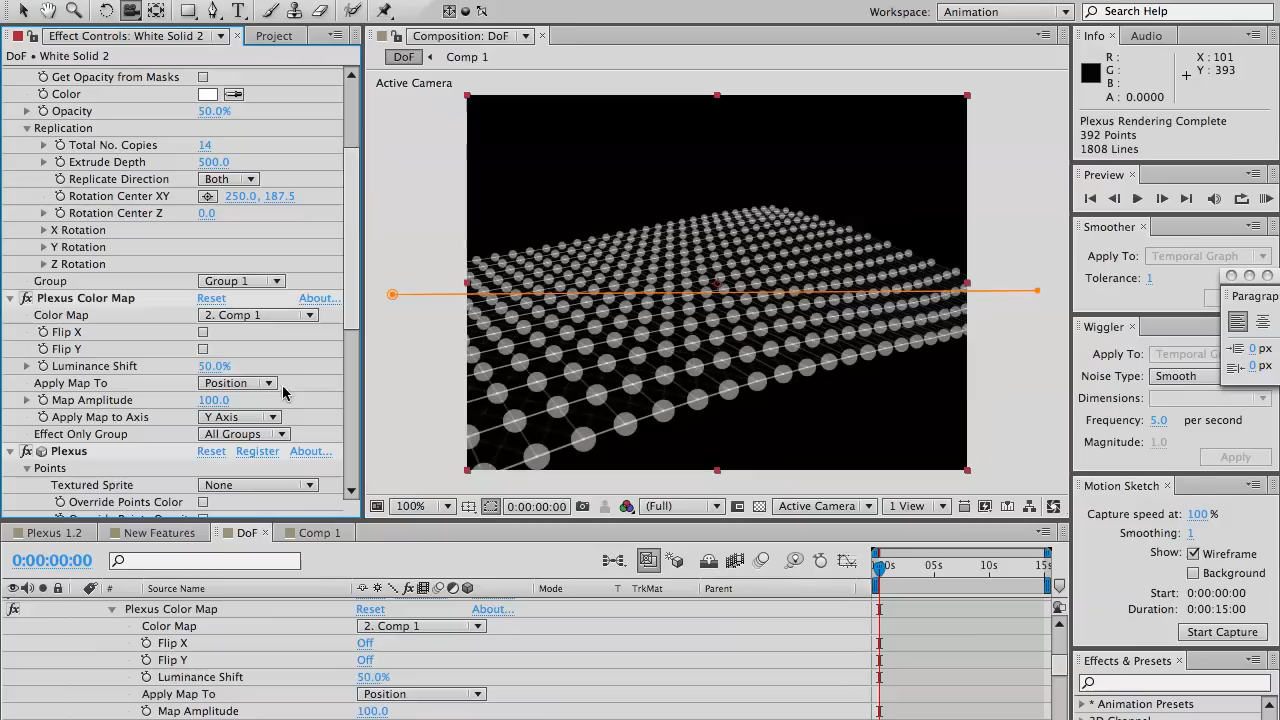 Workspace: Animation
Search Help
Effect Controls: White Solid 2
Project
DoF • White Solid 2
Get Opacity from Masks
Color
Opacity 50.0%
Replication
Total No. Copies 14
Extrude Depth 500.0
Replicate Direction Both
Rotation Center XY 250.0, 187.5
Rotation Center Z 0.0
X Rotation
Y Rotation
Z Rotation
Group Group 1
Plexus Color Map Reset About...
Color Map 2. Comp 1
Flip X
Flip Y
Luminance Shift 50.0%
Apply Map To Position
Map Amplitude 100.0
Apply Map to Axis Y Axis
Effect Only Group All Groups
Plexus Reset Register About...
Points
Textured Sprite None
Override Points Color
Composition: DoF
DoF Comp 1
Active Camera
100% 0:00:00:00 (Full) Active Camera 1 View
Info Audio
R : X : 101
G : Y : 393
B :
A : 0.0000
Plexus Rendering Complete
392 Points
1808 Lines
Preview
Smoother
Apply To: Temporal Graph
Tolerance: 1
Paragrap
0 px
0 px
Wiggler
Apply To: Temporal
Noise Type: Smooth
Dimensions:
Frequency: 5.0 per second
Magnitude: 1.0
Apply
Motion Sketch
Capture speed at: 100 %
Smoothing: 1
Show: Wireframe
Background
Start: 0:00:00:00
Duration: 0:00:15:00
Start Capture
Effects & Presets
* Animation Presets
Plexus 1.2 New Features DoF Comp 1
0:00:00:00
# Source Name Mode T TrkMat Parent
05s 10s 15s
Plexus Color Map Reset About...
Color Map 2. Comp 1
Flip X Off
Flip Y Off
Luminance Shift 50.0%
Apply Map To Position
Map Amplitude 100.0